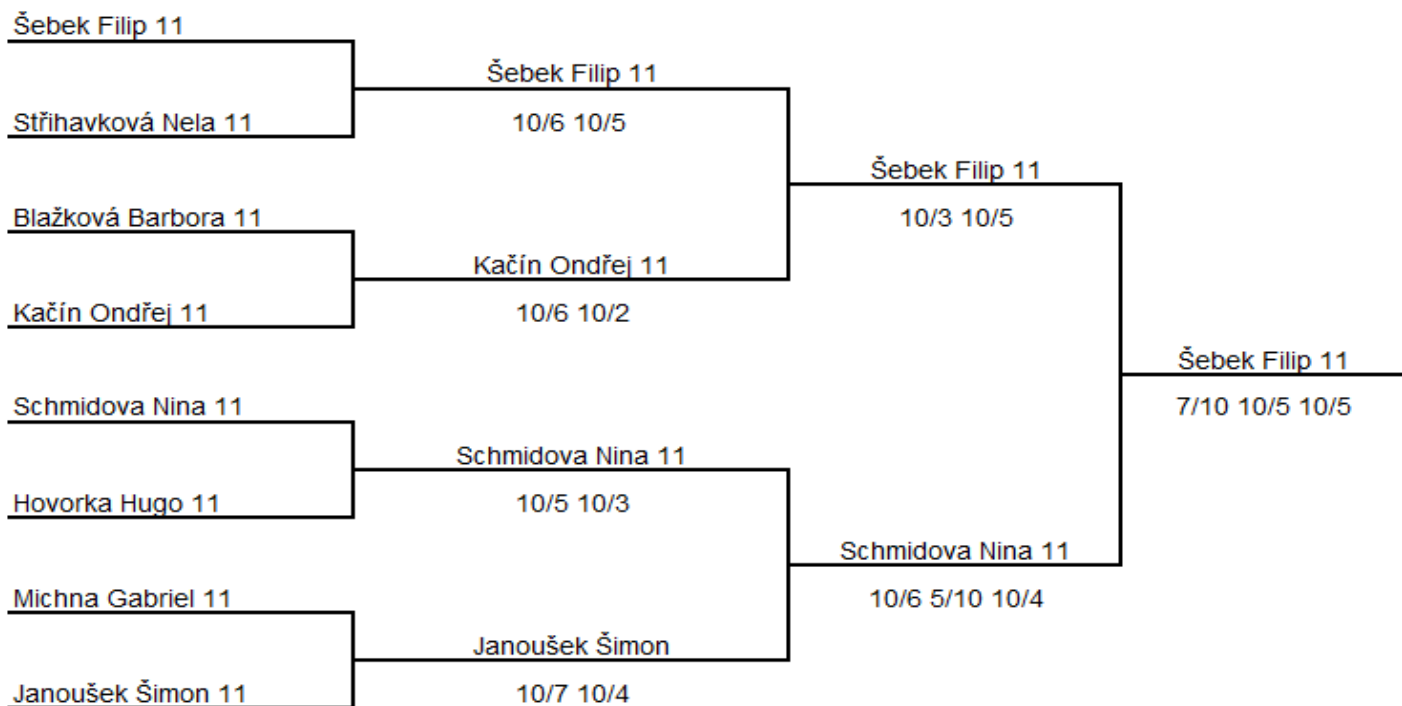 Šebek Filip 11
Střihavková Nela 11
Blažková Barbora 11
Kačín Ondřej 11
Schmidova Nina 11
Hovorka Hugo 11
Michna Gabriel 11
Janoušek Šimon 11
Šebek Filip 11
10/6 10/5
Kačín Ondřej 11
10/6 10/2
Schmidova Nina 11
10/5 10/3
Janoušek Šimon
10/7 10/4
Šebek Filip 11
10/3 10/5
Schmidova Nina 11
10/6 5/10 10/4
Šebek Filip 11
7/10 10/5 10/5